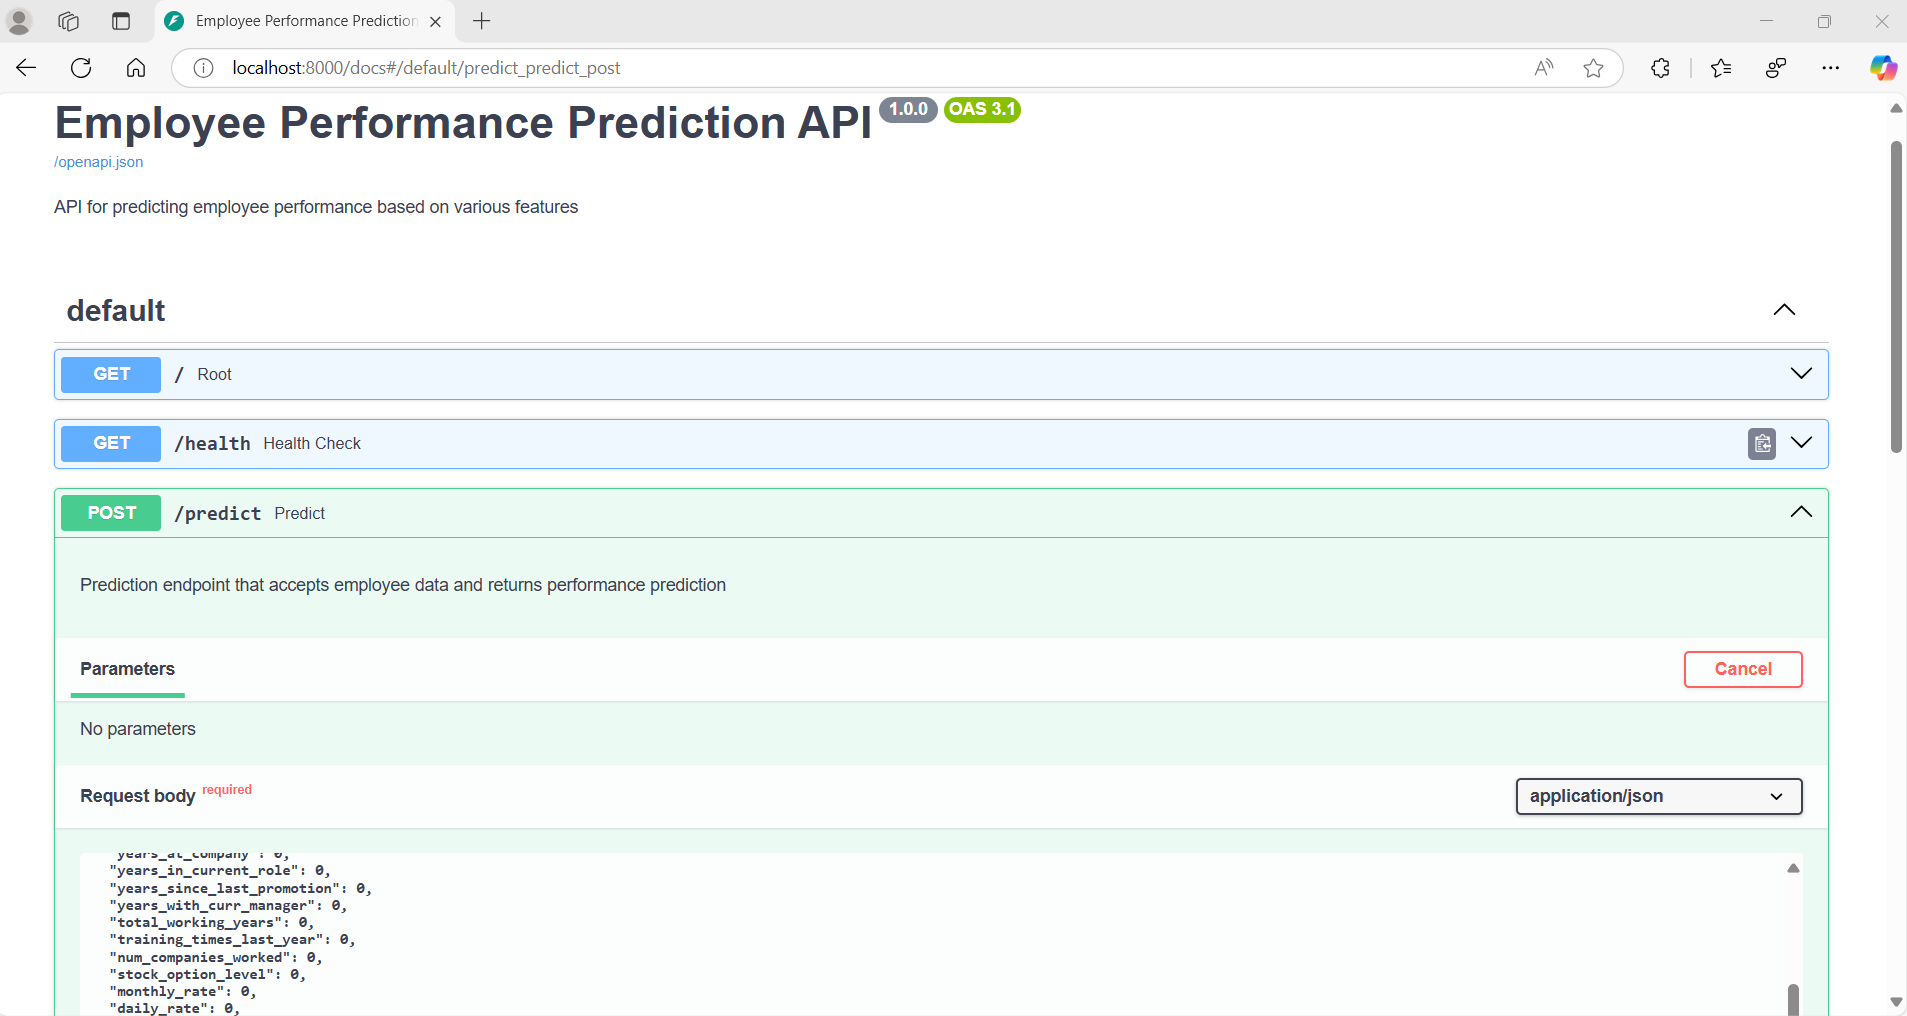 Employee Performance Prediction
localhost:8000/docs#/default/predict_predict_post
Employee Performance Prediction API 1.0.0 OAS 3.1
/openapi.json
API for predicting employee performance based on various features
default
GET / Root
GET /health Health Check
POST /predict Predict
Prediction endpoint that accepts employee data and returns performance prediction
Parameters
Cancel
No parameters
Request body required
application/json
"years_at_company": 0,
"years_in_current_role": 0,
"years_since_last_promotion": 0,
"years_with_curr_manager": 0,
"total_working_years": 0,
"training_times_last_year": 0,
"num_companies_worked": 0,
"stock_option_level": 0,
"monthly_rate": 0,
"daily_rate": 0,